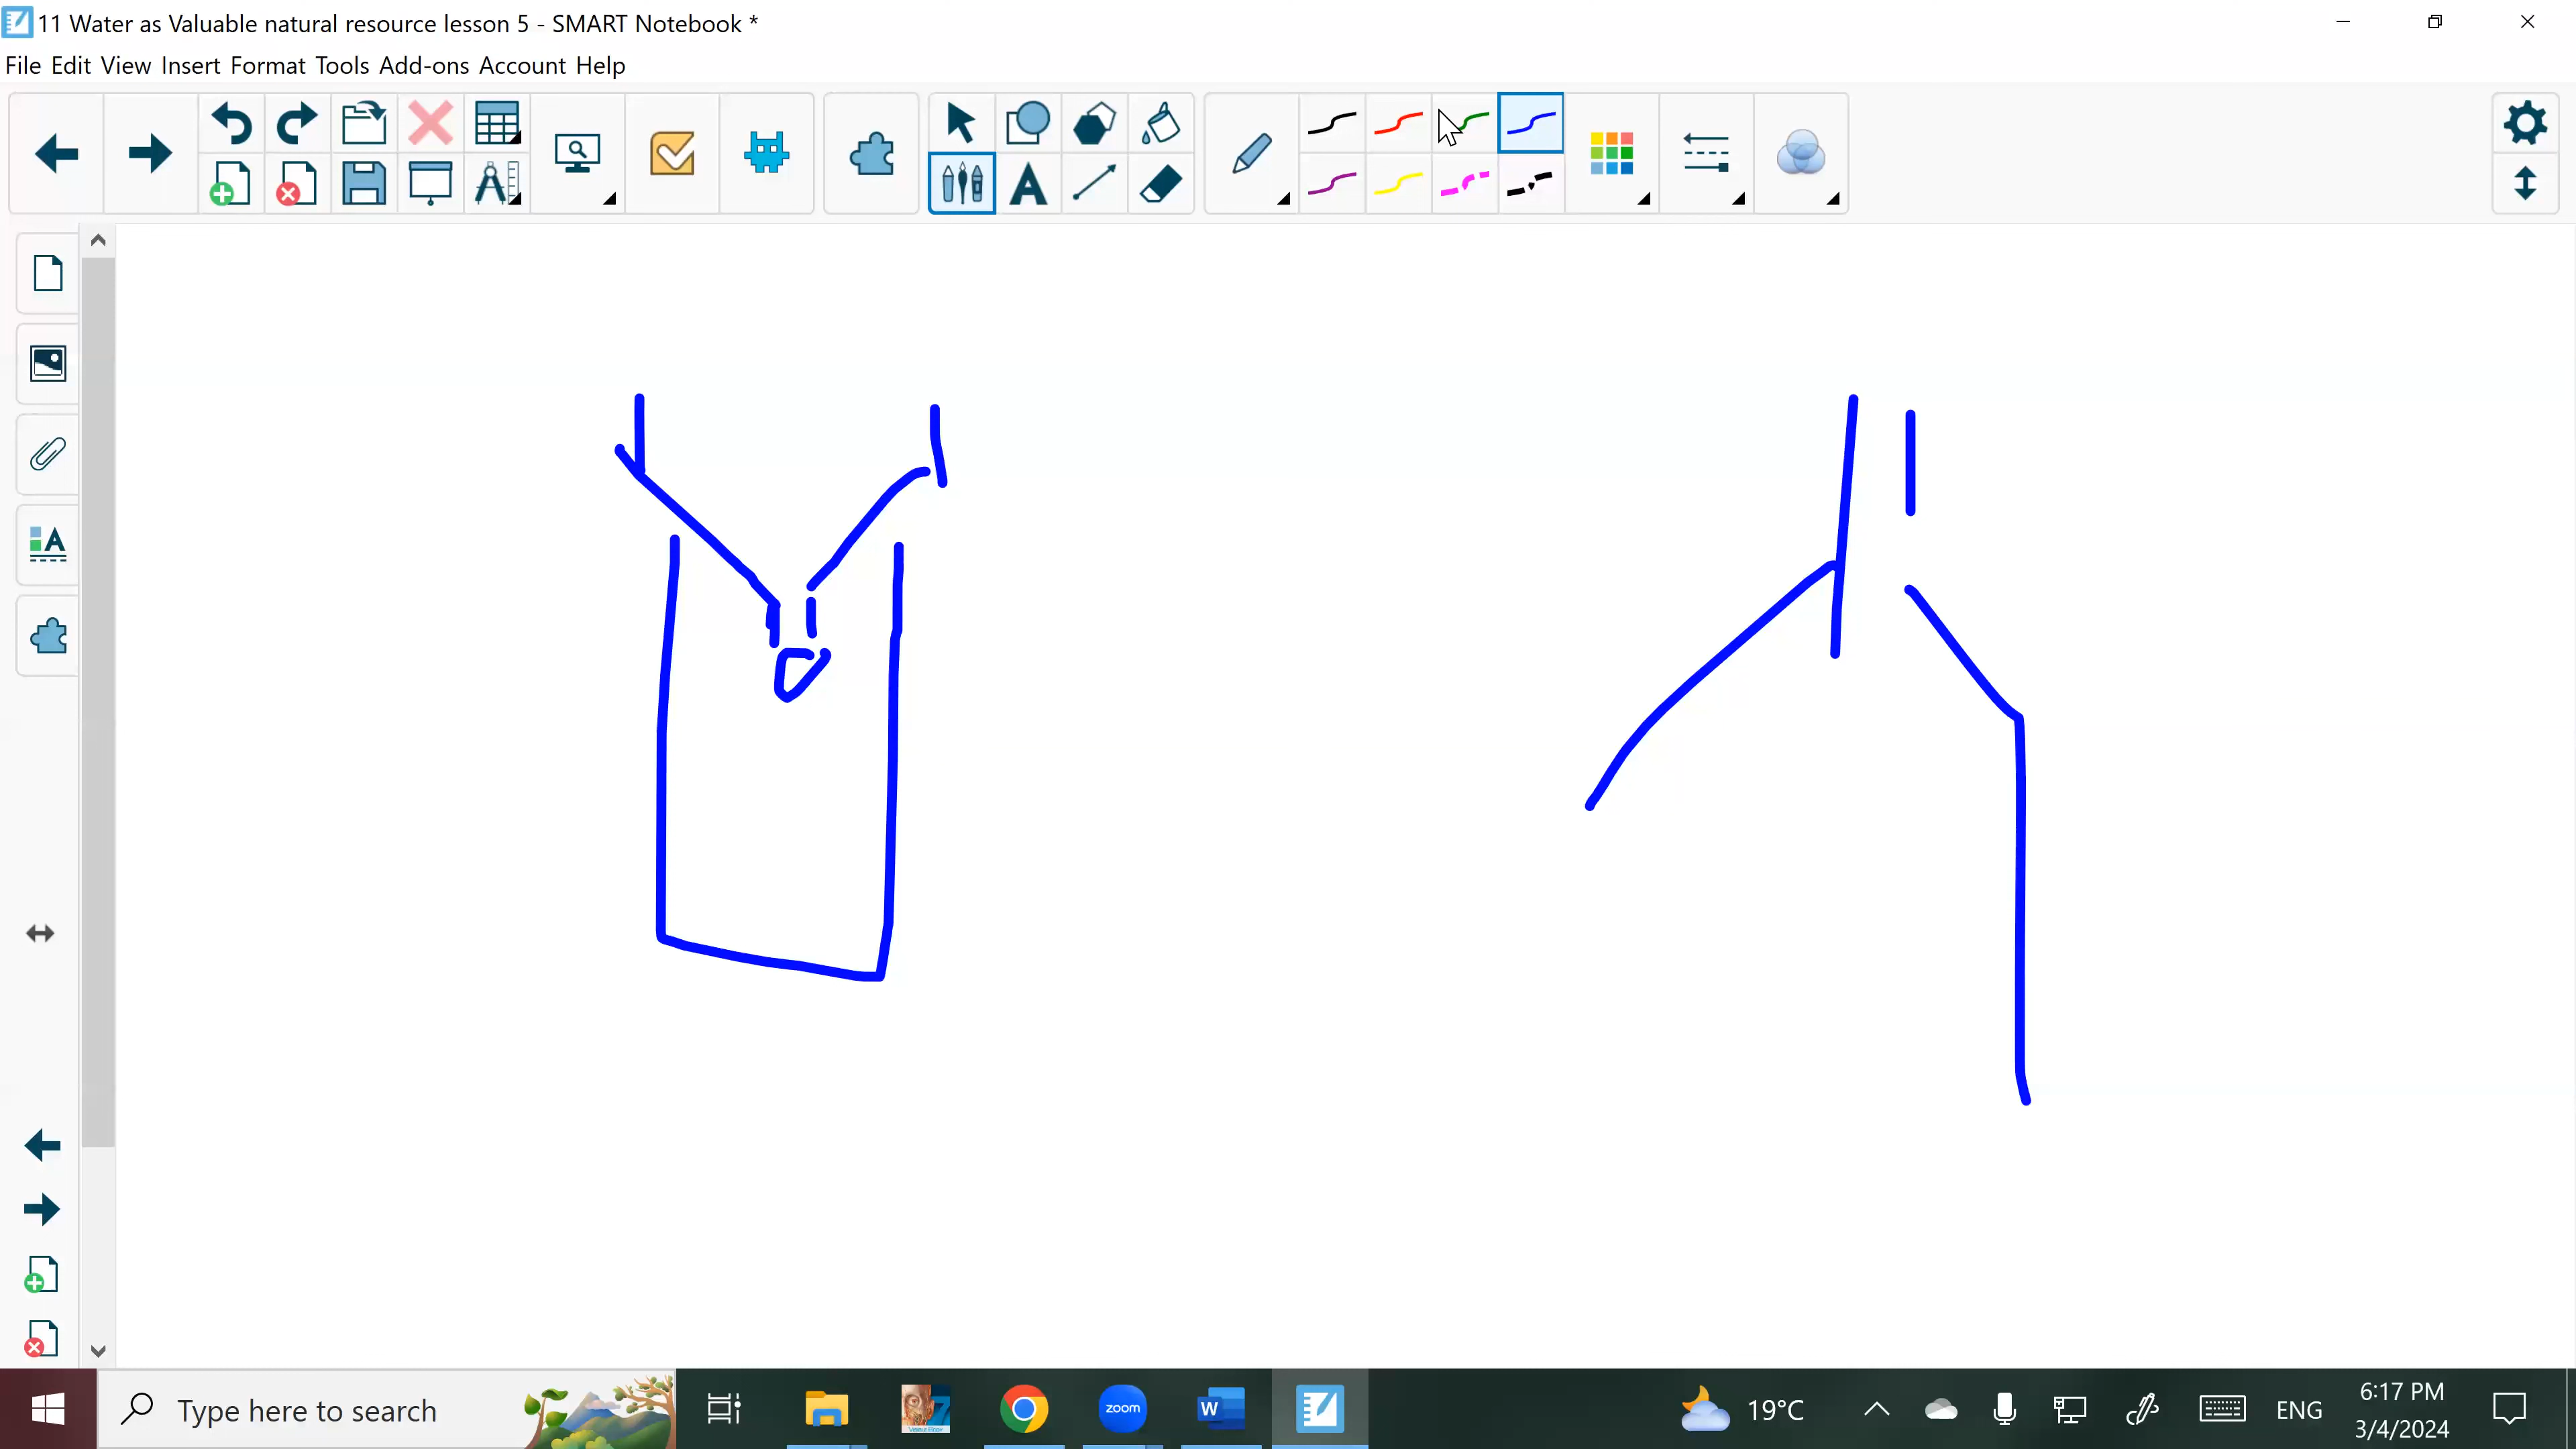 11 Water as Valuable natural resource lesson 5 - SMART Notebook *
File Edit View Insert Format Tools Add-ons Account Help
A
A
Type here to search
zoom
W
19°C
ENG
6:17 PM
3/4/2024